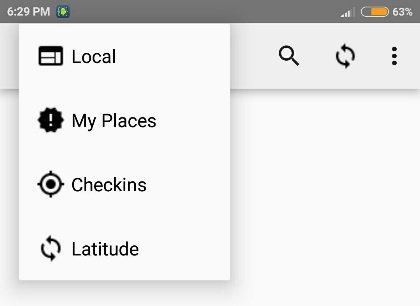 6:29 PM
63%
Local
My Places
Checkins
Latitude